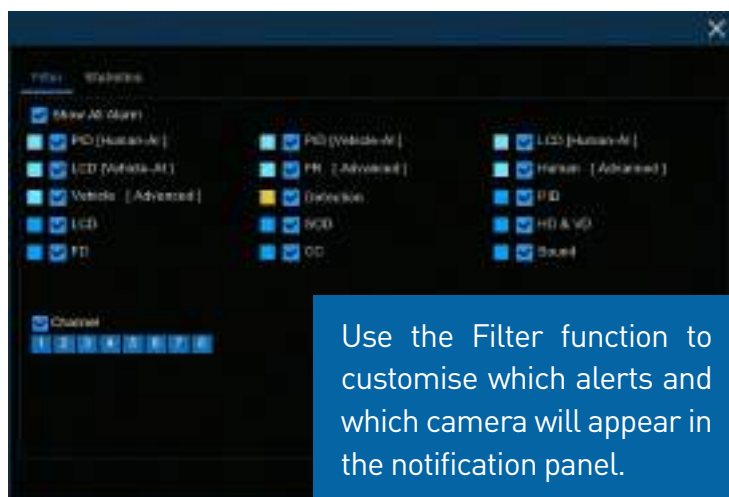 Filter Statistics
Show All Alarm
PID [Human-AI] PID [Vehicle-AI] LCD [Human-AI]
LCD [Vehicle-AI] FR [Advanced] Human [Advanced]
Vehicle [Advanced] Detection PID
LCD SOD HD & VD
FD CC Sound
Channel
1 2 3 4 5 6 7 8
Use the Filter function to
customise which alerts and
which camera will appear in
the notification panel.